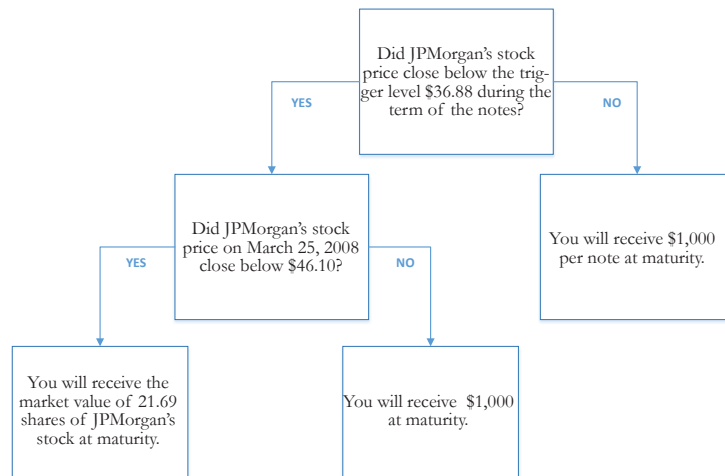 Did JPMorgan's stock
price close below the trig-
ger level $36.88 during the
term of the notes?
YES
NO
Did JPMorgan's stock
price on March 25, 2008
close below $46.10?
You will receive $1,000
per note at maturity.
YES
NO
You will receive the
market value of 21.69
shares of JPMorgan's
stock at maturity.
You will receive $1,000
at maturity.